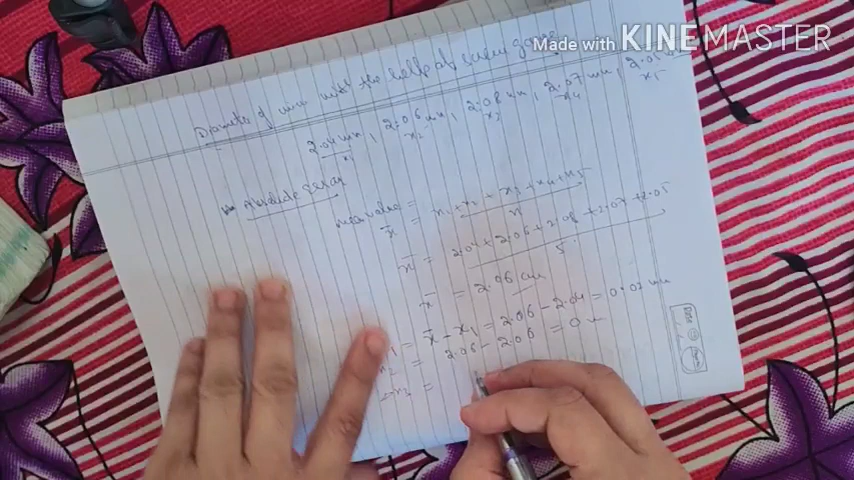 Made with KINEMASTER
Diameter of wire with the help of screw gauge
2.04 mm, 2.06 mm, 2.08 mm, 2.07 mm, 2.05
x₁ x₂ x₃ x₄ x₅
Absolute Error
mean value =
x̄ = x₁ + x₂ + x₃ + x₄ + x₅
n
x̄ = 2.04 + 2.06 + 2.08 + 2.07 + 2.05
5
x̄ = 2.06
x₁ = x̄ - x₁ = 2.06 - 2.04 = 0.02 mm
x₂ = 2.06 - 2.06 = 0
=